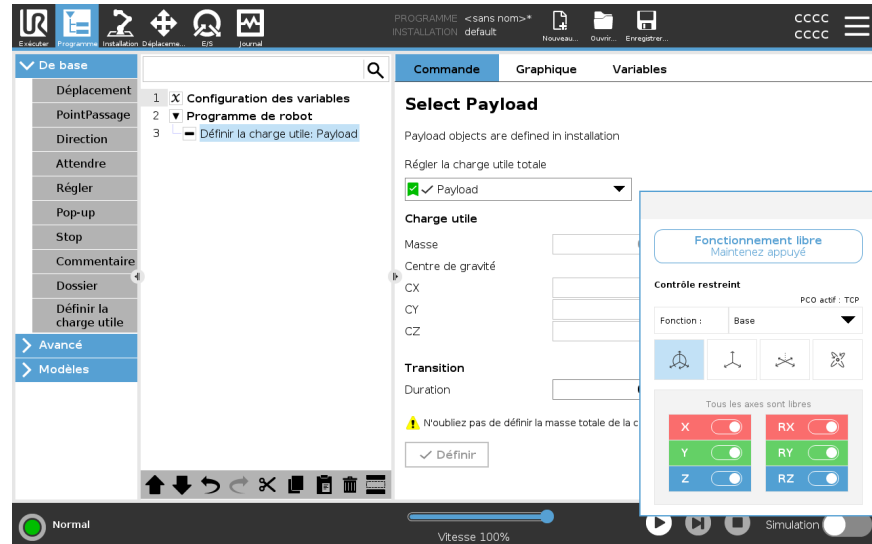 PROGRAMME <sans nom>*
INSTALLATION default
CCCC
CCCC
Exécuter
Programme
Installation
Déplaceme...
E/S
Journal
Nouveau...
Ouvrir...
Enregistrer...
De base
Déplacement
PointPassage
Direction
Attendre
Régler
Pop-up
Stop
Commentaire
Dossier
Définir la
charge utile
Avancé
Modèles
1 X Configuration des variables
2 Programme de robot
3 Définir la charge utile: Payload
Commande Graphique Variables
Select Payload
Payload objects are defined in installation
Régler la charge utile totale
Payload
Charge utile
Masse
Centre de gravité
CX
CY
CZ
Transition
Duration
N'oubliez pas de définir la masse totale de la c
Définir
Fonctionnement libre
Maintenez appuyé
Contrôle restreint
PCO actif : TCP
Fonction : Base
Tous les axes sont libres
X RX
Y RY
Z RZ
Normal
Vitesse 100%
Simulation